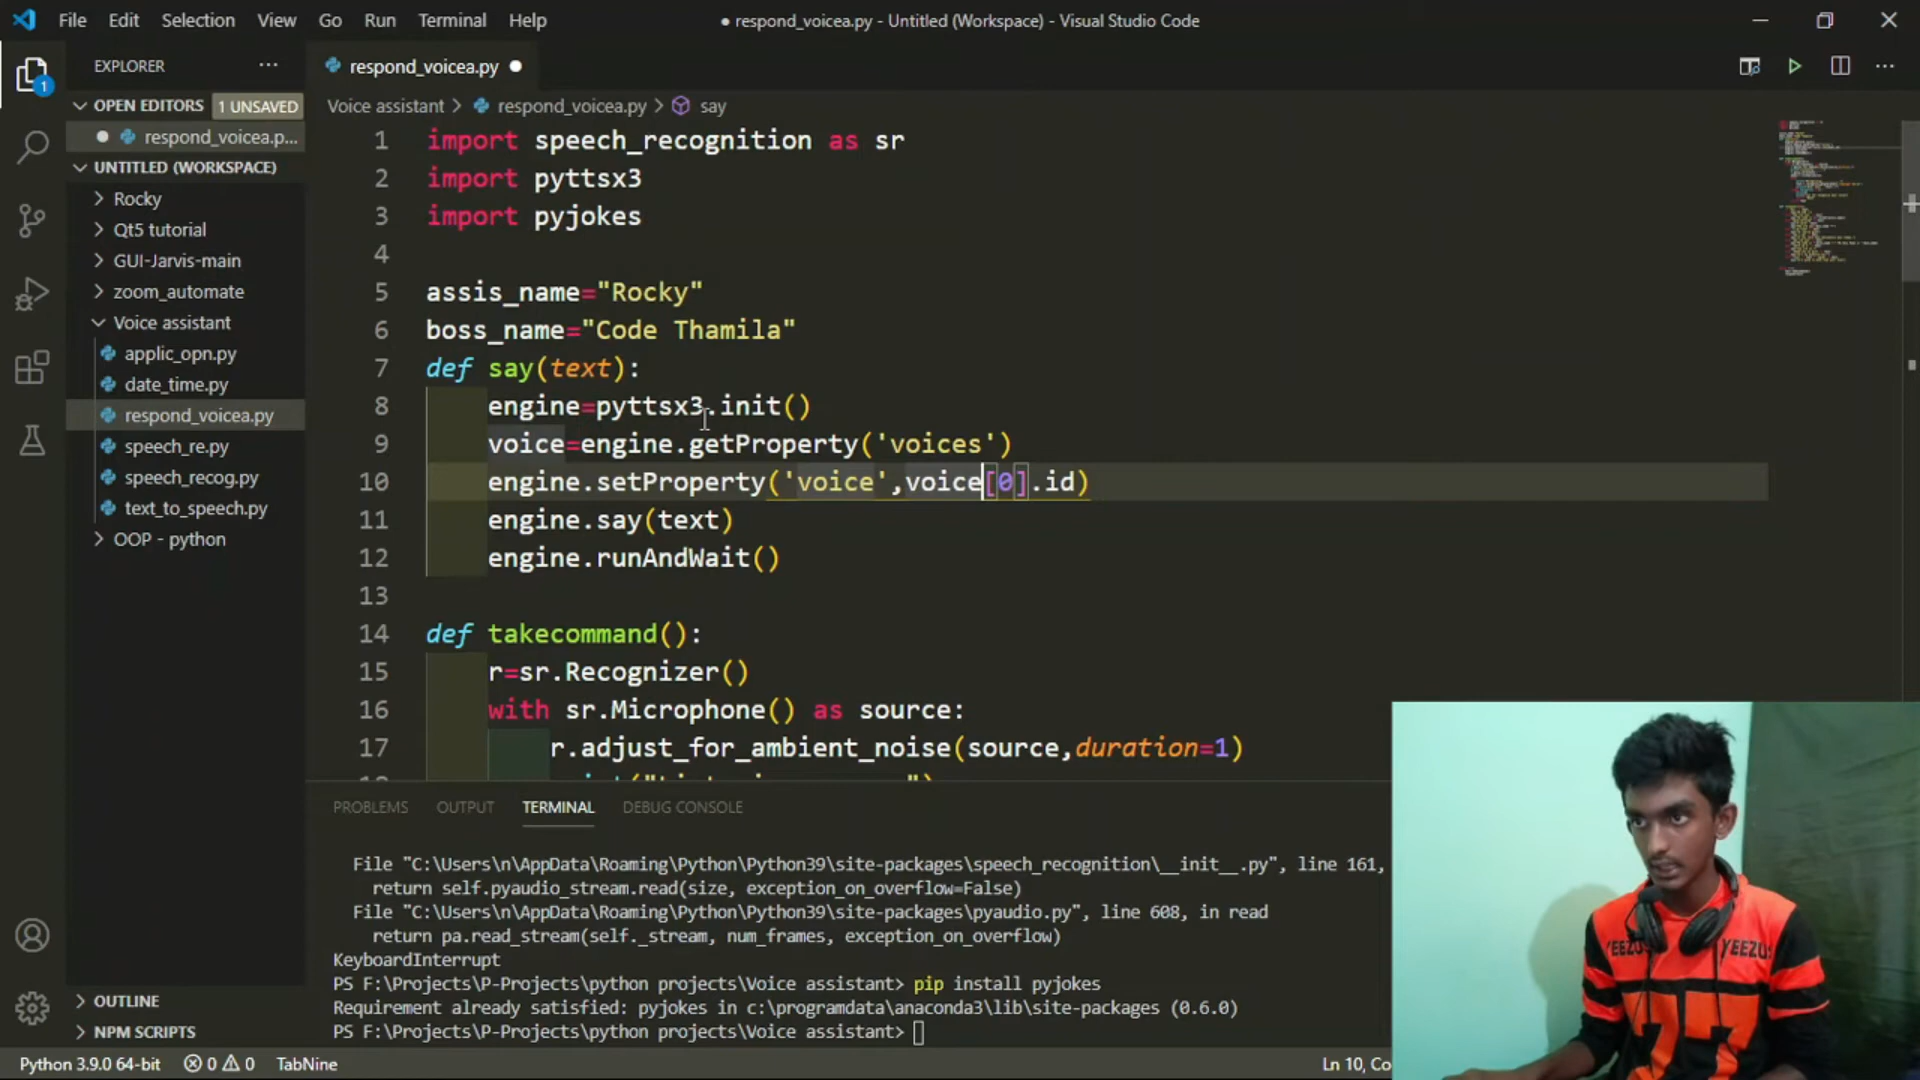 File Edit Selection View Go Run Terminal Help
● respond_voicea.py - Untitled (Workspace) - Visual Studio Code
EXPLORER ...
1
OPEN EDITORS 1 UNSAVED
respond_voicea.p...
UNTITLED (WORKSPACE)
Rocky
Qt5 tutorial
GUI-Jarvis-main
zoom_automate
Voice assistant
applic_opn.py
date_time.py
respond_voicea.py
speech_re.py
speech_recog.py
text_to_speech.py
OOP - python
OUTLINE
NPM SCRIPTS
respond_voicea.py ●
Voice assistant > respond_voicea.py > say
1 import speech_recognition as sr
2 import pyttsx3
3 import pyjokes
4
5 assis_name="Rocky"
6 boss_name="Code Thamila"
7 def say(text):
8 engine=pyttsx3.init()
9 voice=engine.getProperty('voices')
10 engine.setProperty('voice',voice[0].id)
11 engine.say(text)
12 engine.runAndWait()
13
14 def takecommand():
15 r=sr.Recognizer()
16 with sr.Microphone() as source:
17 r.adjust_for_ambient_noise(source,duration=1)
PROBLEMS OUTPUT TERMINAL DEBUG CONSOLE
File "C:\Users\n\AppData\Roaming\Python\Python39\site-packages\speech_recognition\__init__.py", line 161,
return self.pyaudio_stream.read(size, exception_on_overflow=False)
File "C:\Users\n\AppData\Roaming\Python\Python39\site-packages\pyaudio.py", line 608, in read
return pa.read_stream(self._stream, num_frames, exception_on_overflow)
KeyboardInterrupt
PS F:\Projects\P-Projects\python projects\Voice assistant> pip install pyjokes
Requirement already satisfied: pyjokes in c:\programdata\anaconda3\lib\site-packages (0.6.0)
PS F:\Projects\P-Projects\python projects\Voice assistant>
YEEZUS YEEZUS
Python 3.9.0 64-bit 0 0 TabNine Ln 10, Co